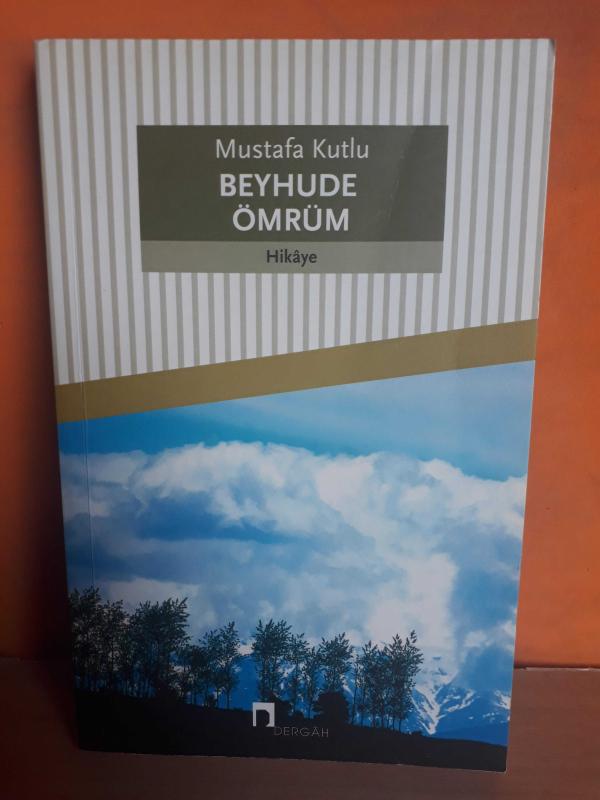 Mustafa Kutlu
BEYHUDE
ÖMRÜM
Hikâye
DERGÂH